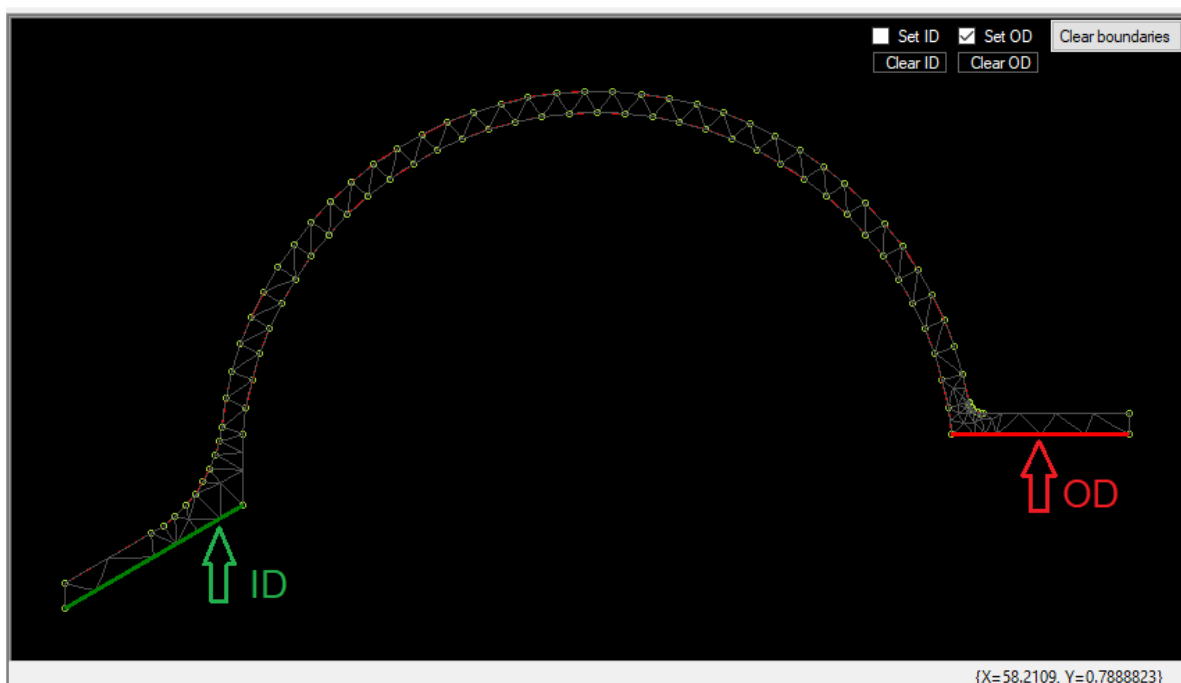 Set ID Set OD Clear boundaries
Clear ID Clear OD
OD
ID
{X=58.2109, Y=0.7888823}